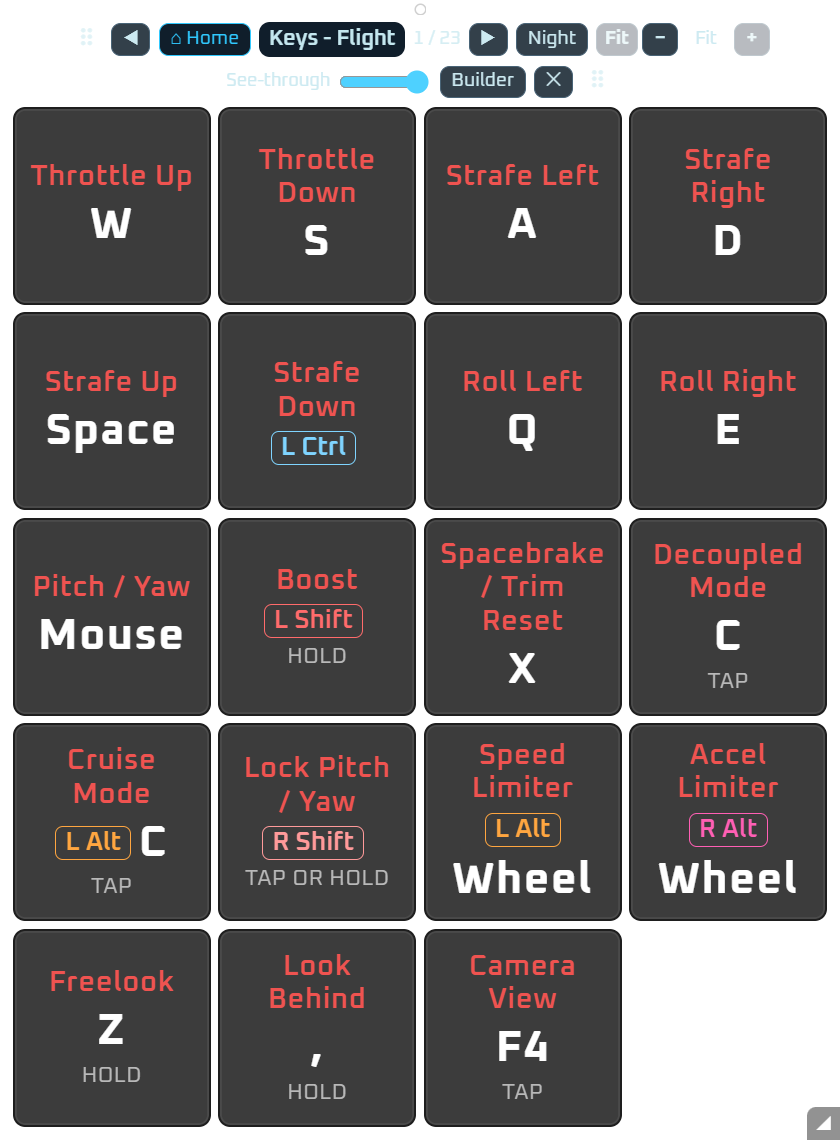 ◀ ⌂ Home Keys - Flight 1 / 23 ▶ Night Fit − Fit +
See-through Builder ×
Throttle Up
W
Throttle
Down
S
Strafe Left
A
Strafe
Right
D
Strafe Up
Space
Strafe
Down
L Ctrl
Roll Left
Q
Roll Right
E
Pitch / Yaw
Mouse
Boost
L Shift
HOLD
Spacebrake
/ Trim
Reset
X
Decoupled
Mode
C
TAP
Cruise
Mode
L Alt C
TAP
Lock Pitch
/ Yaw
R Shift
TAP OR HOLD
Speed
Limiter
L Alt
Wheel
Accel
Limiter
R Alt
Wheel
Freelook
Z
HOLD
Look
Behind
,
HOLD
Camera
View
F4
TAP